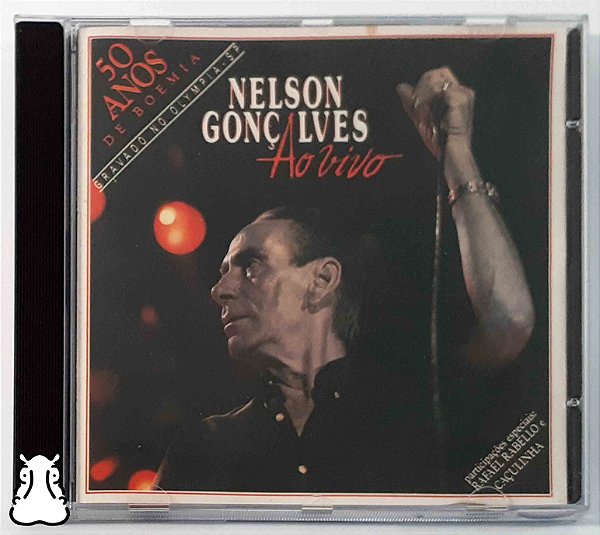 50
ANOS
DE BOEMIA
GRAVADO NO OLYMPIA-SP
NELSON
GONÇALVES
Ao vivo
participações especiais:
RAFAEL RABELLO e
CAÇULINHA